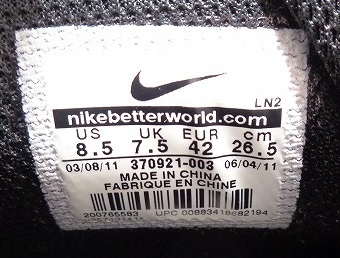 LN2
nikebetterworld.com
US UK EUR cm
8.5 7.5 42 26.5
03/08/11 370921-003 06/04/11
MADE IN CHINA
FABRIQUE EN CHINE
200765583 UPC 00883418682194